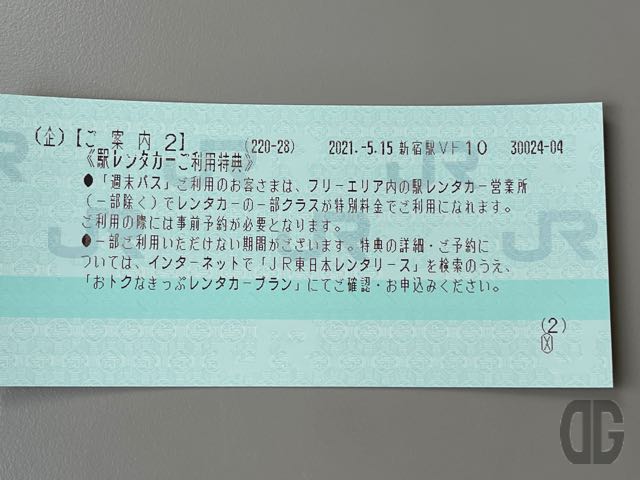 (企)【ご案内2】 (220-28) 2021.-5.15 新宿駅VF10 30024-04
《駅レンタカーご利用特典》
●「週末パス」ご利用のお客さまは、フリーエリア内の駅レンタカー営業所
(一部除く)でレンタカーの一部クラスが特別料金でご利用になれます。
ご利用の際には事前予約が必要となります。
●一部ご利用いただけない期間がございます。特典の詳細・ご予約に
ついては、インターネットで「JR東日本レンタリース」を検索のうえ、
「おトクなきっぷレンタカープラン」にてご確認・お申込みください。
(2)
DG